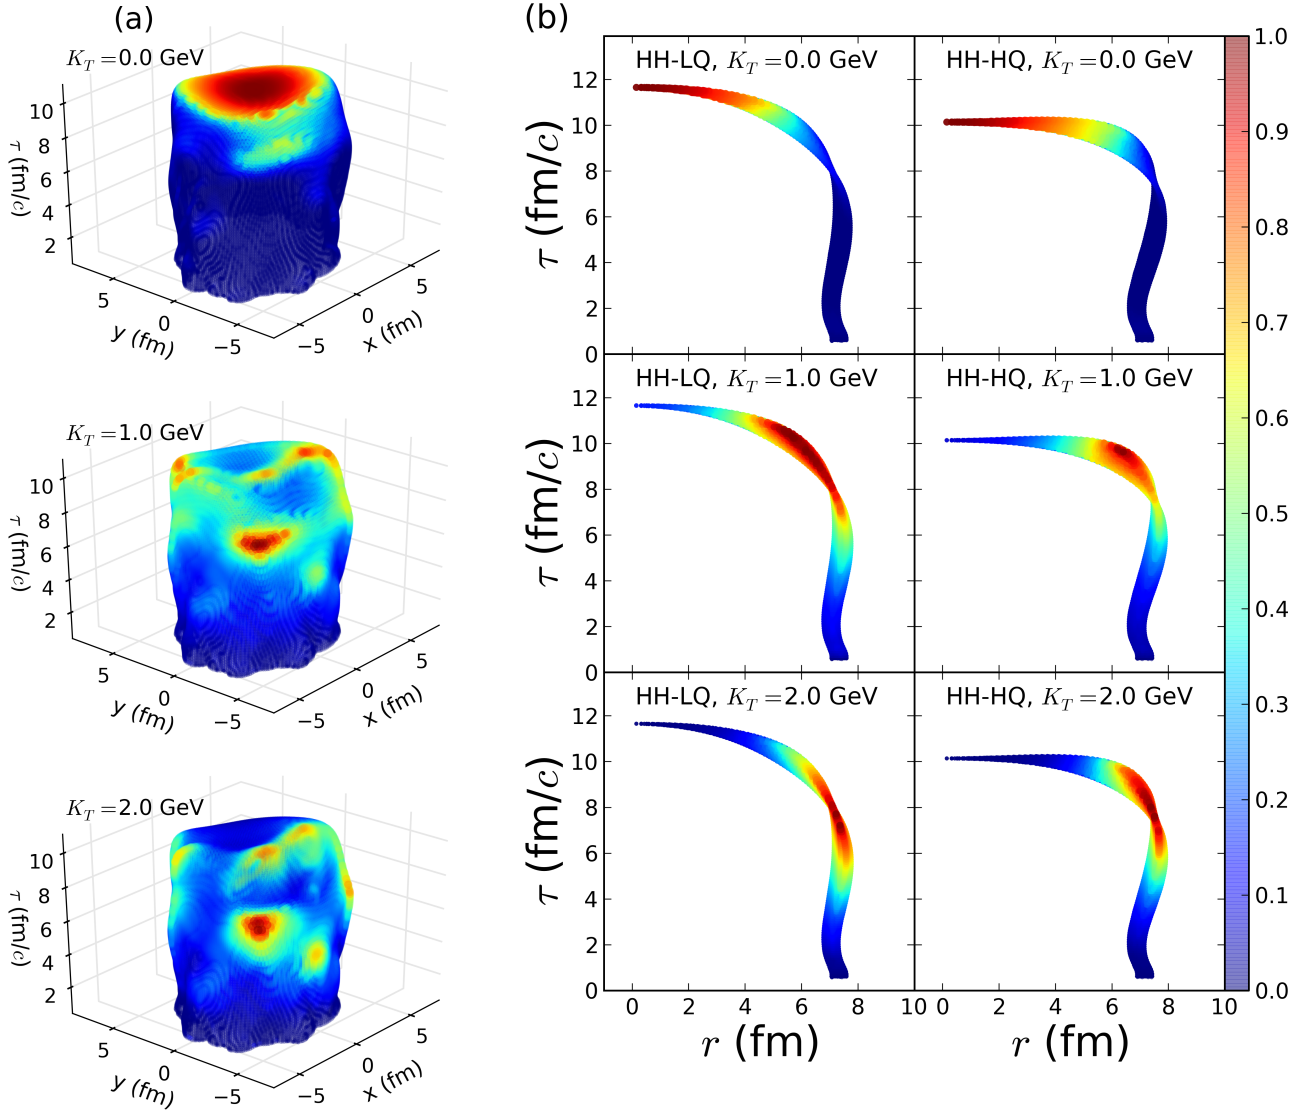 (a)
K_T = 0.0 GeV
10
8
6
4
2
τ (fm/c)
5
0
−5
y (fm)
−5
0
5
x (fm)
K_T = 1.0 GeV
10
8
6
4
2
τ (fm/c)
5
0
−5
y (fm)
−5
0
5
x (fm)
K_T = 2.0 GeV
10
8
6
4
2
τ (fm/c)
5
0
−5
y (fm)
−5
0
5
x (fm)
(b)
HH-LQ, K_T = 0.0 GeV
HH-HQ, K_T = 0.0 GeV
12
10
8
6
4
2
0
τ (fm/c)
HH-LQ, K_T = 1.0 GeV
HH-HQ, K_T = 1.0 GeV
12
10
8
6
4
2
0
τ (fm/c)
HH-LQ, K_T = 2.0 GeV
HH-HQ, K_T = 2.0 GeV
12
10
8
6
4
2
0
τ (fm/c)
0 2 4 6 8 10
0 2 4 6 8 10
r (fm)
r (fm)
1.0
0.9
0.8
0.7
0.6
0.5
0.4
0.3
0.2
0.1
0.0